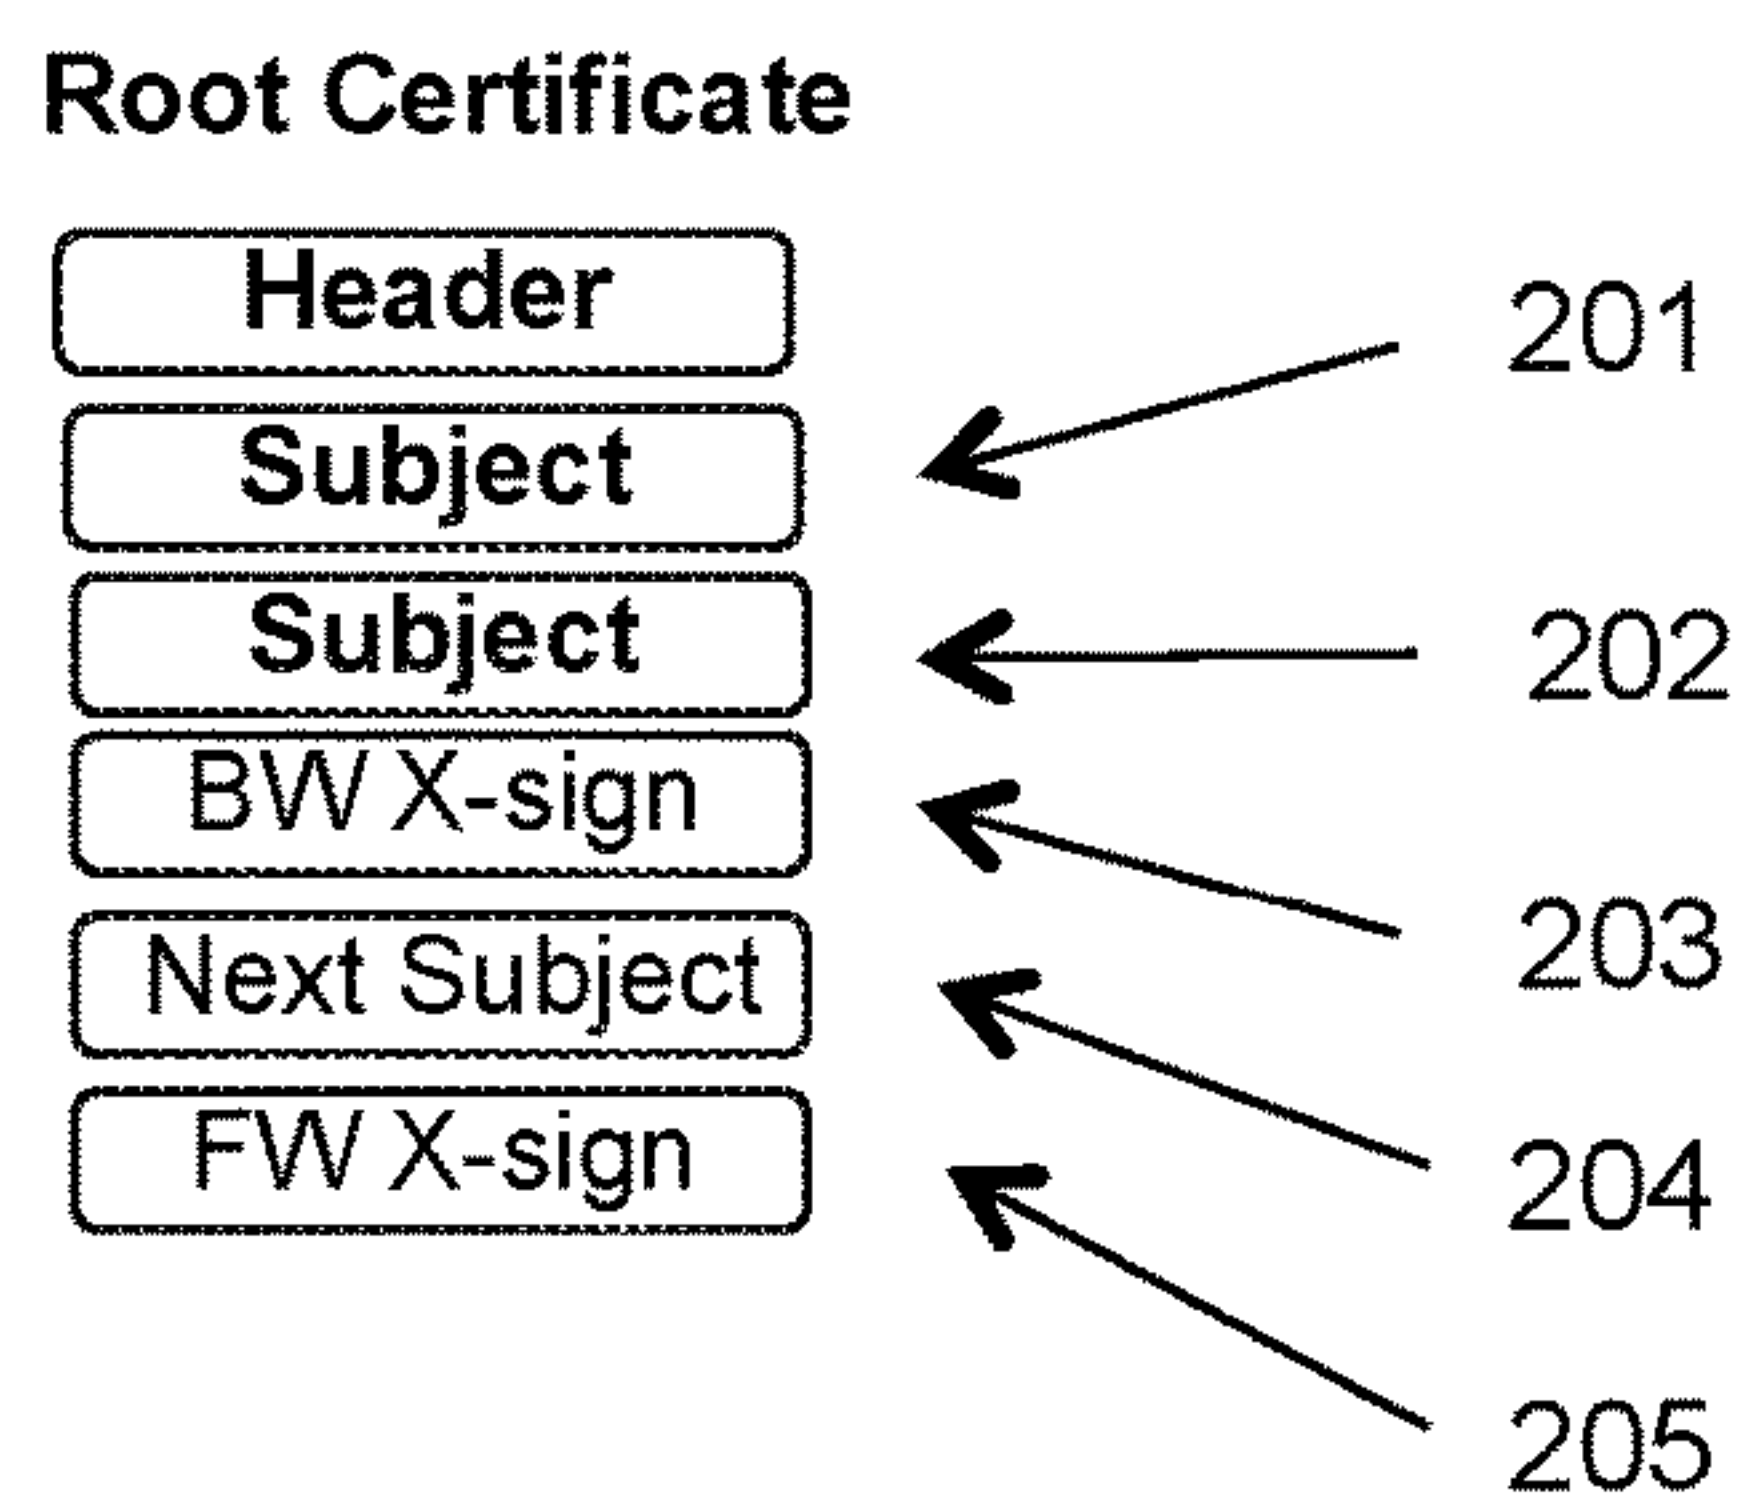 Root Certificate
Header
201
Subject
Subject
202
BW X-sign
203
Next Subject
204
FW X-sign
205